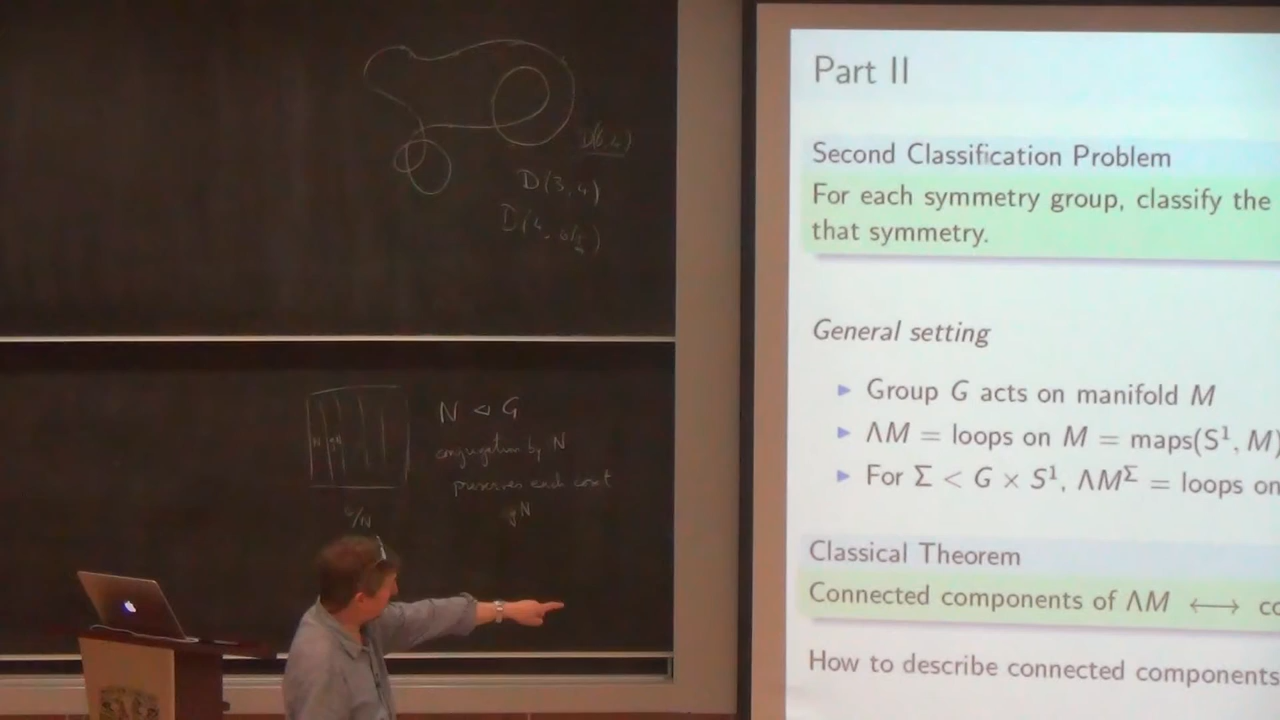 D(6,4)
D(3,4)
N ◁ G
conjugation by N
preserves each coset
gN
G/N
Part II
Second Classification Problem
For each symmetry group, classify the
that symmetry.
General setting
Group G acts on manifold M
ΛM = loops on M = maps(S¹, M)
For Σ < G × S¹, ΛM^Σ = loops on
Classical Theorem
Connected components of ΛM ⟷ co
How to describe connected components